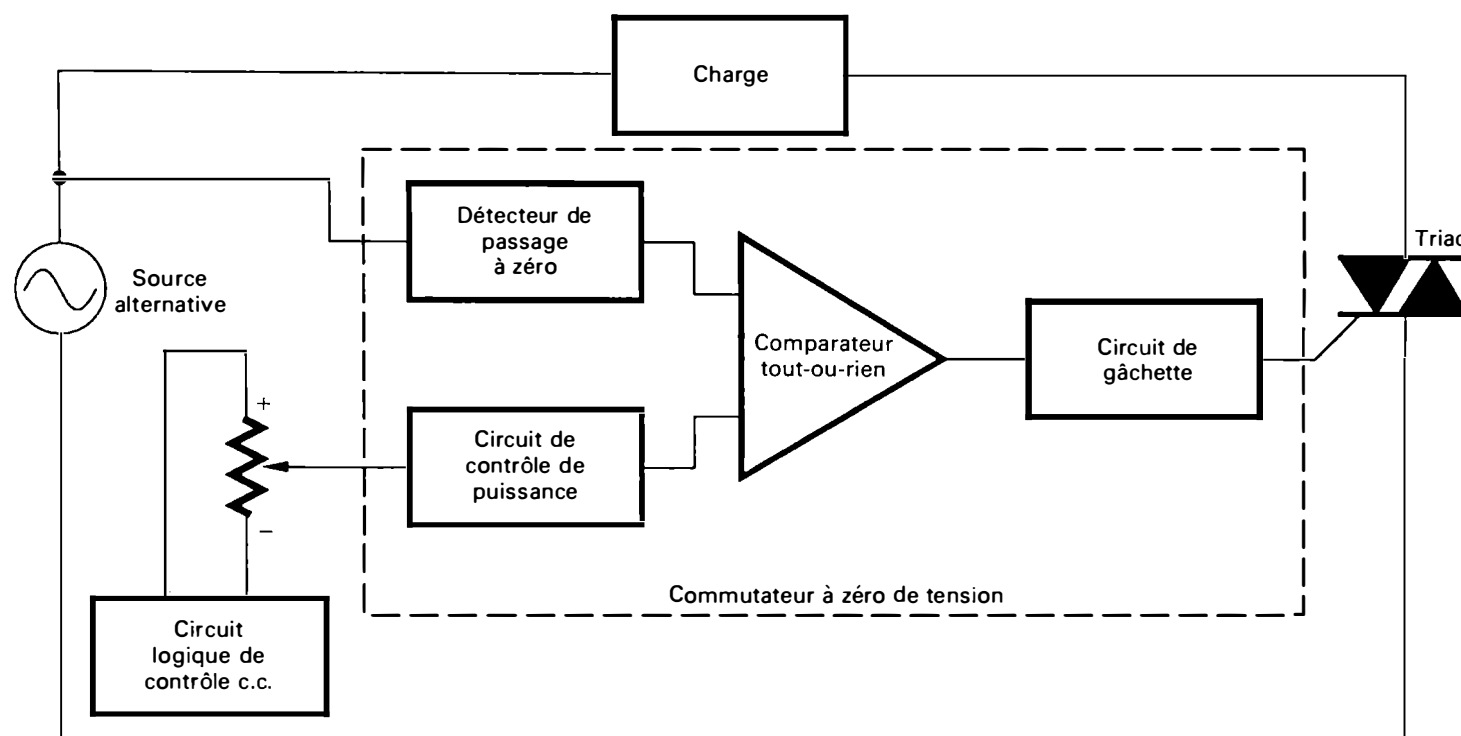 Charge
Détecteur de
passage
à zéro
Triac
Source
alternative
Comparateur
tout-ou-rien
Circuit de
gâchette
+
Circuit de
contrôle de
puissance
−
Commutateur à zéro de tension
Circuit
logique de
contrôle c.c.